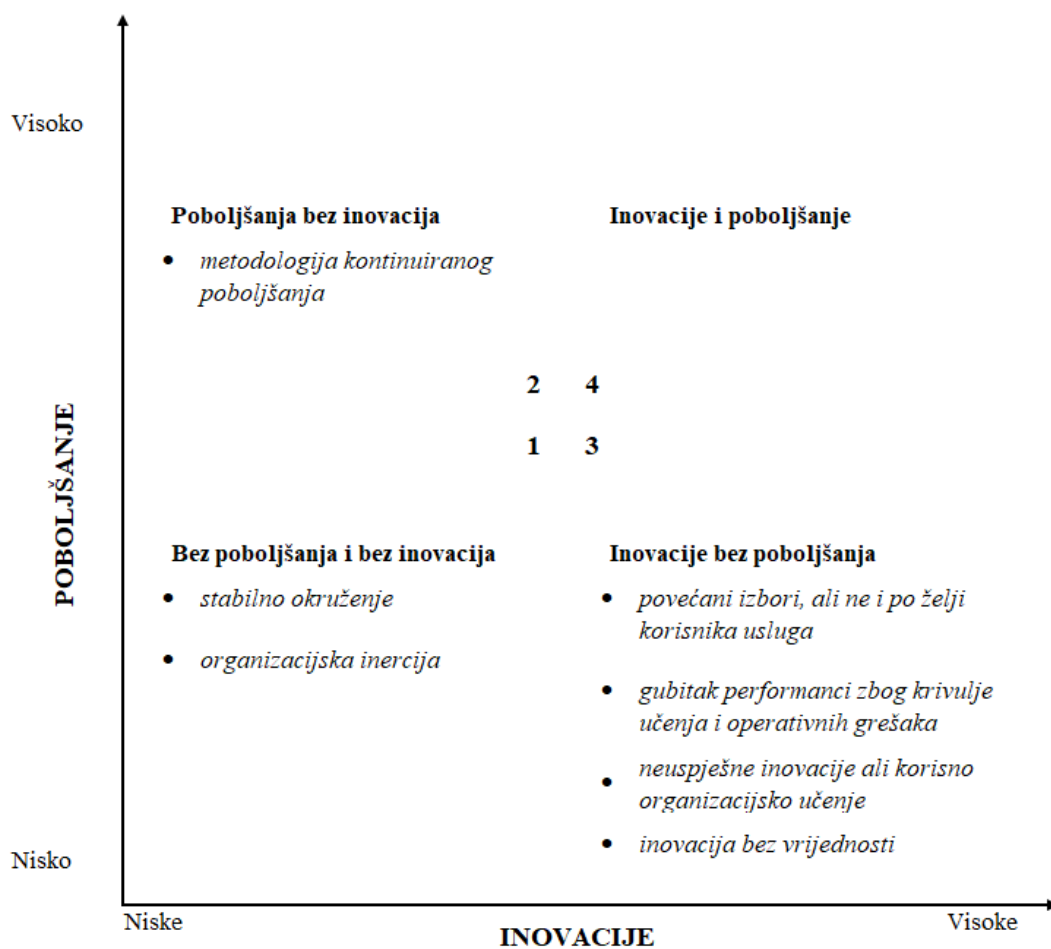 Visoko
Poboljšanja bez inovacija
• metodologija kontinuiranog
poboljšanja
Inovacije i poboljšanje
2 4
1 3
POBOLJŠANJE
Bez poboljšanja i bez inovacija
• stabilno okruženje
• organizacijska inercija
Inovacije bez poboljšanja
• povećani izbori, ali ne i po želji
korisnika usluga
• gubitak performanci zbog krivulje
učenja i operativnih grešaka
• neuspješne inovacije ali korisno
organizacijsko učenje
• inovacija bez vrijednosti
Nisko
Niske
Visoke
INOVACIJE